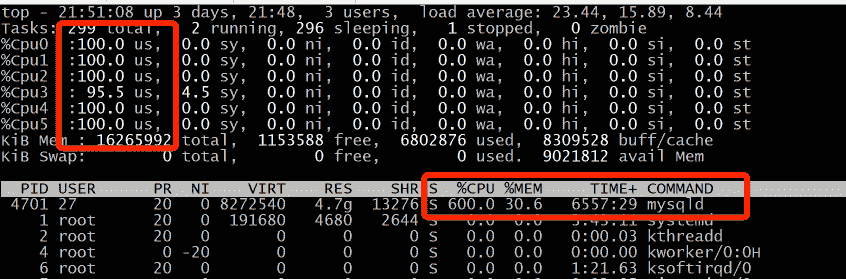 top - 21:51:08 up 3 days, 21:48, 3 users, load average: 23.44, 15.89, 8.44
Tasks: 299 total, 2 running, 296 sleeping, 1 stopped, 0 zombie
%Cpu0 :100.0 us, 0.0 sy, 0.0 ni, 0.0 id, 0.0 wa, 0.0 hi, 0.0 si, 0.0 st
%Cpu1 :100.0 us, 0.0 sy, 0.0 ni, 0.0 id, 0.0 wa, 0.0 hi, 0.0 si, 0.0 st
%Cpu2 :100.0 us, 0.0 sy, 0.0 ni, 0.0 id, 0.0 wa, 0.0 hi, 0.0 si, 0.0 st
%Cpu3 : 95.5 us, 4.5 sy, 0.0 ni, 0.0 id, 0.0 wa, 0.0 hi, 0.0 si, 0.0 st
%Cpu4 :100.0 us, 0.0 sy, 0.0 ni, 0.0 id, 0.0 wa, 0.0 hi, 0.0 si, 0.0 st
%Cpu5 :100.0 us, 0.0 sy, 0.0 ni, 0.0 id, 0.0 wa, 0.0 hi, 0.0 si, 0.0 st
KiB Mem : 16265992 total, 1153588 free, 6802876 used, 8309528 buff/cache
KiB Swap: 0 total, 0 free, 0 used. 9021812 avail Mem
PID USER PR NI VIRT RES SHR S %CPU %MEM TIME+ COMMAND
4701 27 20 0 8272540 4.7g 13276 S 600.0 30.6 6557:29 mysqld
1 root 20 0 191680 4680 2644 S 0.0 0.0 systemd
2 root 20 0 0 0 0 S 0.0 0.0 0:00.03 kthreadd
4 root 0 -20 0 0 0 S 0.0 0.0 0:00.00 kworker/0:0H
6 root 20 0 0 0 0 S 0.0 0.0 1:21.63 ksoftirqd/0